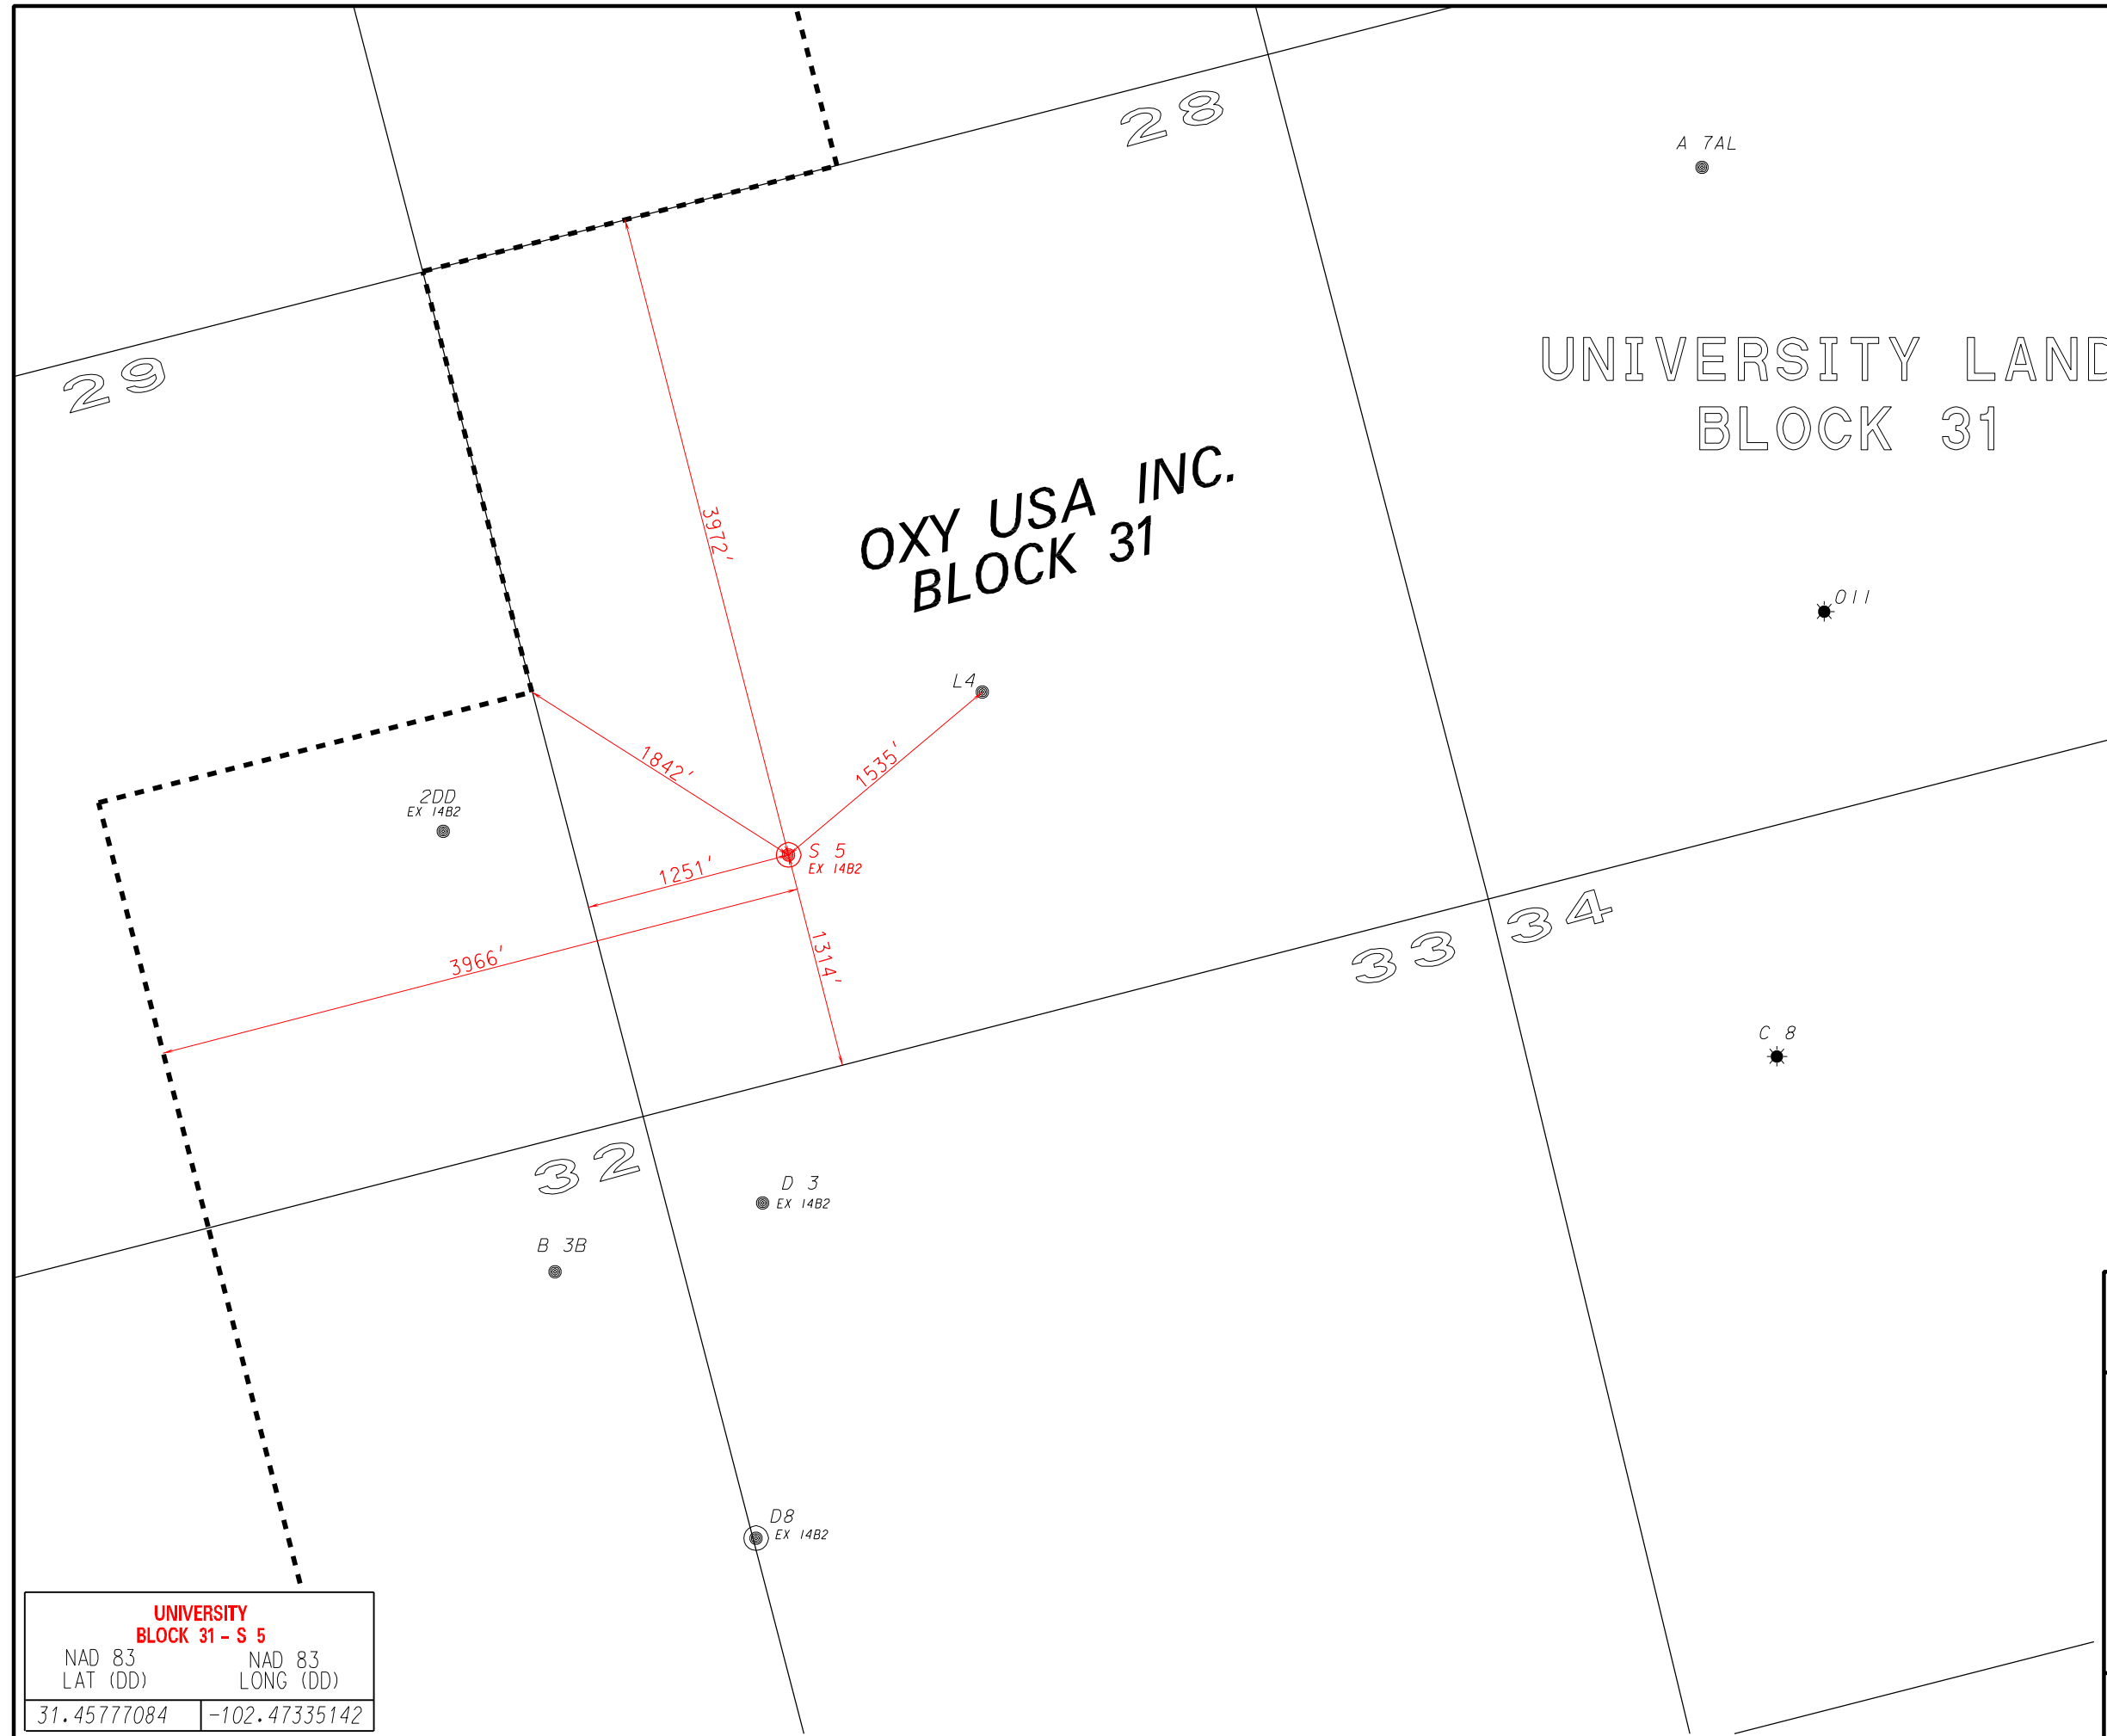 28
A 7AL
29
UNIVERSITY LAND
BLOCK 31
OXY USA INC.
BLOCK 31
3972'
O11
L4
1842'
1535'
2DD
EX 14B2
S 5
EX 14B2
1251'
3966'
1314'
33
34
C 8
32
D 3
EX 14B2
B 3B
D8
EX 14B2
UNIVERSITY
BLOCK 31 - S 5
NAD 83 NAD 83
LAT (DD) LONG (DD)
31.45777084 -102.47335142